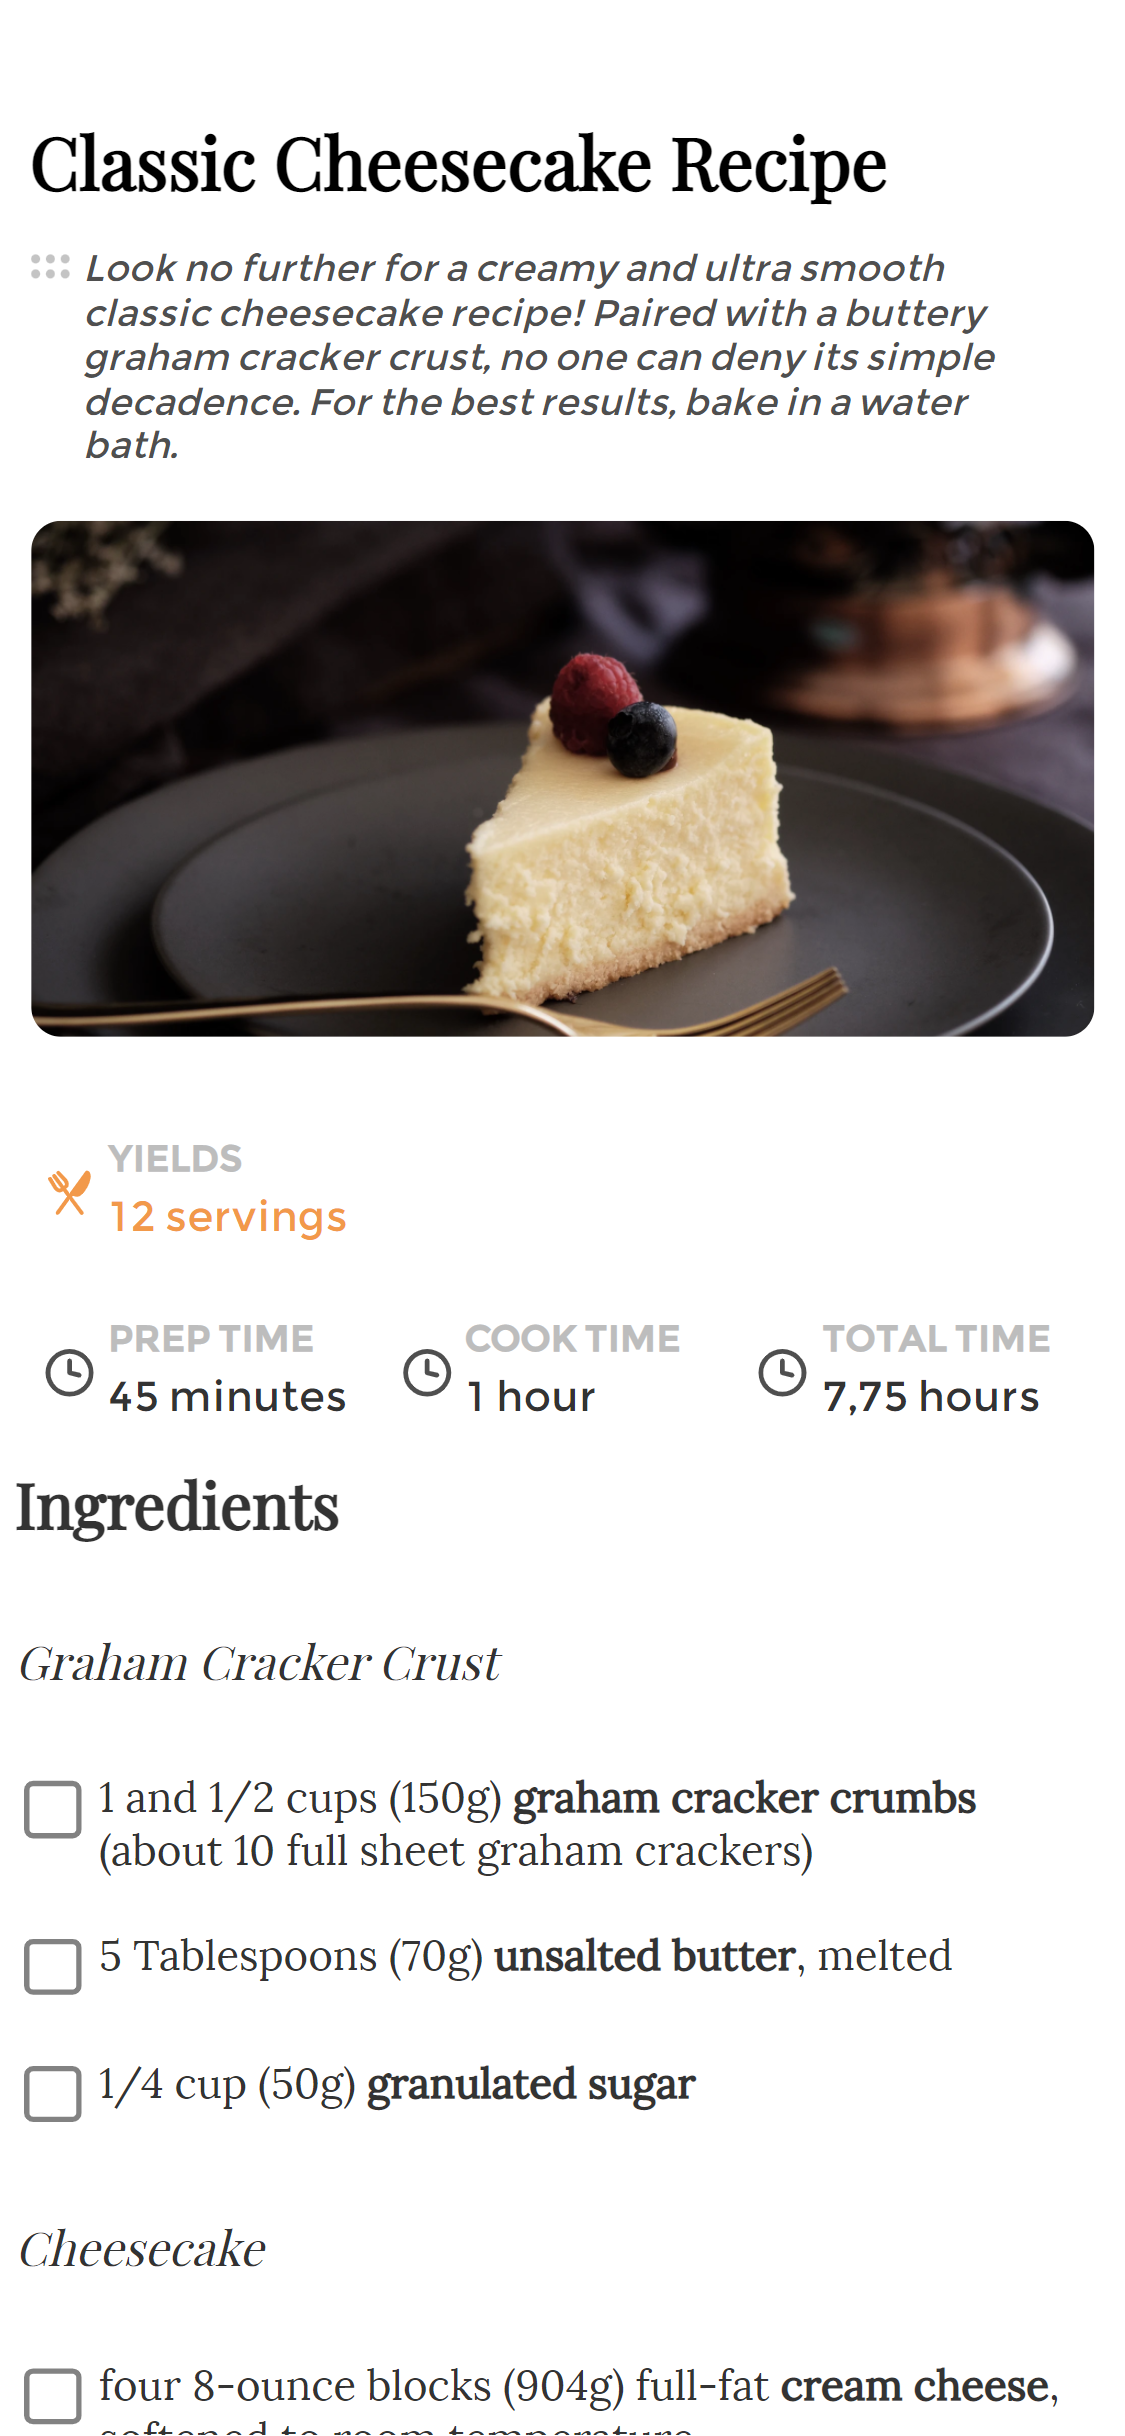 Classic Cheesecake Recipe
Look no further for a creamy and ultra smooth
classic cheesecake recipe! Paired with a buttery
graham cracker crust, no one can deny its simple
decadence. For the best results, bake in a water
bath.
YIELDS
12 servings
PREP TIME
45 minutes
COOK TIME
1 hour
TOTAL TIME
7,75 hours
Ingredients
Graham Cracker Crust
1 and 1/2 cups (150g) graham cracker crumbs
(about 10 full sheet graham crackers)
5 Tablespoons (70g) unsalted butter, melted
1/4 cup (50g) granulated sugar
Cheesecake
four 8-ounce blocks (904g) full-fat cream cheese,
softened to room temperature